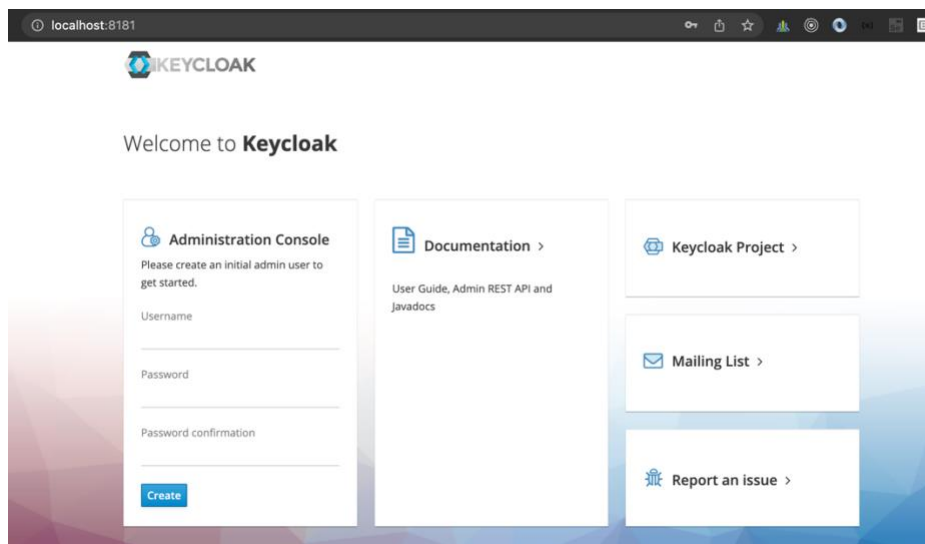 localhost:8181
KEYCLOAK
Welcome to Keycloak
Administration Console
Please create an initial admin user to
get started.
Username
Password
Password confirmation
Create
Documation >
User Guide, Admin REST API and
Javadocs
Keycloak Project >
Mailing List >
Report an issue >